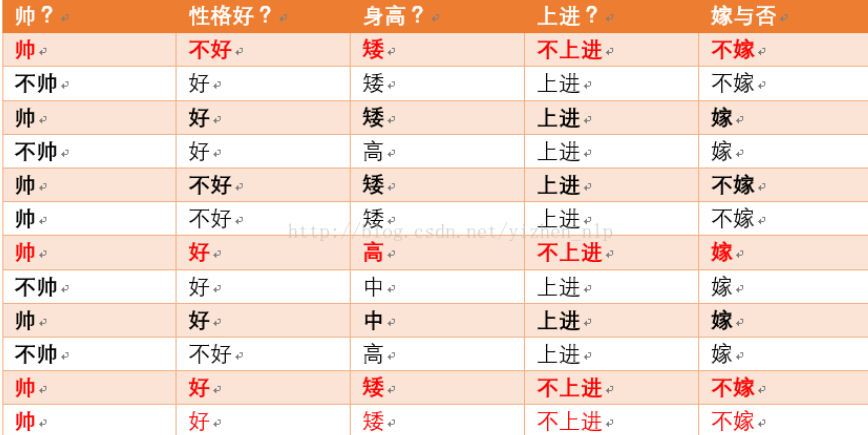 帅？ 性格好？ 身高？ 上进？ 嫁与否
帅 不好 矮 不上进 不嫁
不帅 好 矮 上进 不嫁
帅 好 矮 上进 嫁
不帅 好 高 上进 嫁
帅 不好 矮 上进 不嫁
帅 不好 矮 上进 不嫁
http://blog.csdn.net/yizhen_nlp
帅 好 高 不上进 嫁
不帅 好 中 上进 嫁
帅 好 中 上进 嫁
不帅 不好 高 上进 嫁
帅 好 矮 不上进 不嫁
帅 好 矮 不上进 不嫁